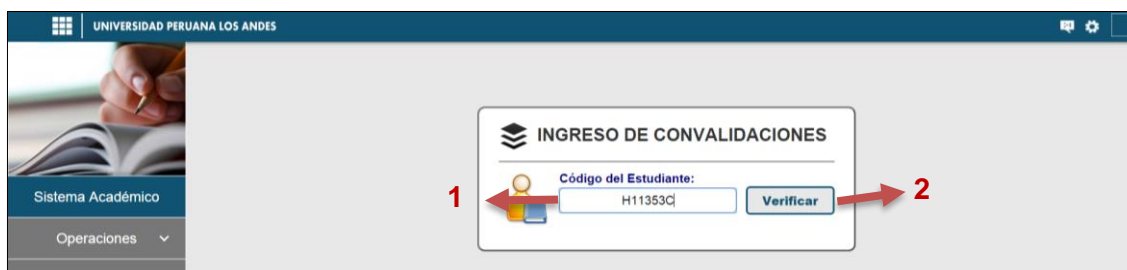 UNIVERSIDAD PERUANA LOS ANDES
INGRESO DE CONVALIDACIONES
Código del Estudiante:
1
H11353C
Verificar
2
Sistema Académico
Operaciones